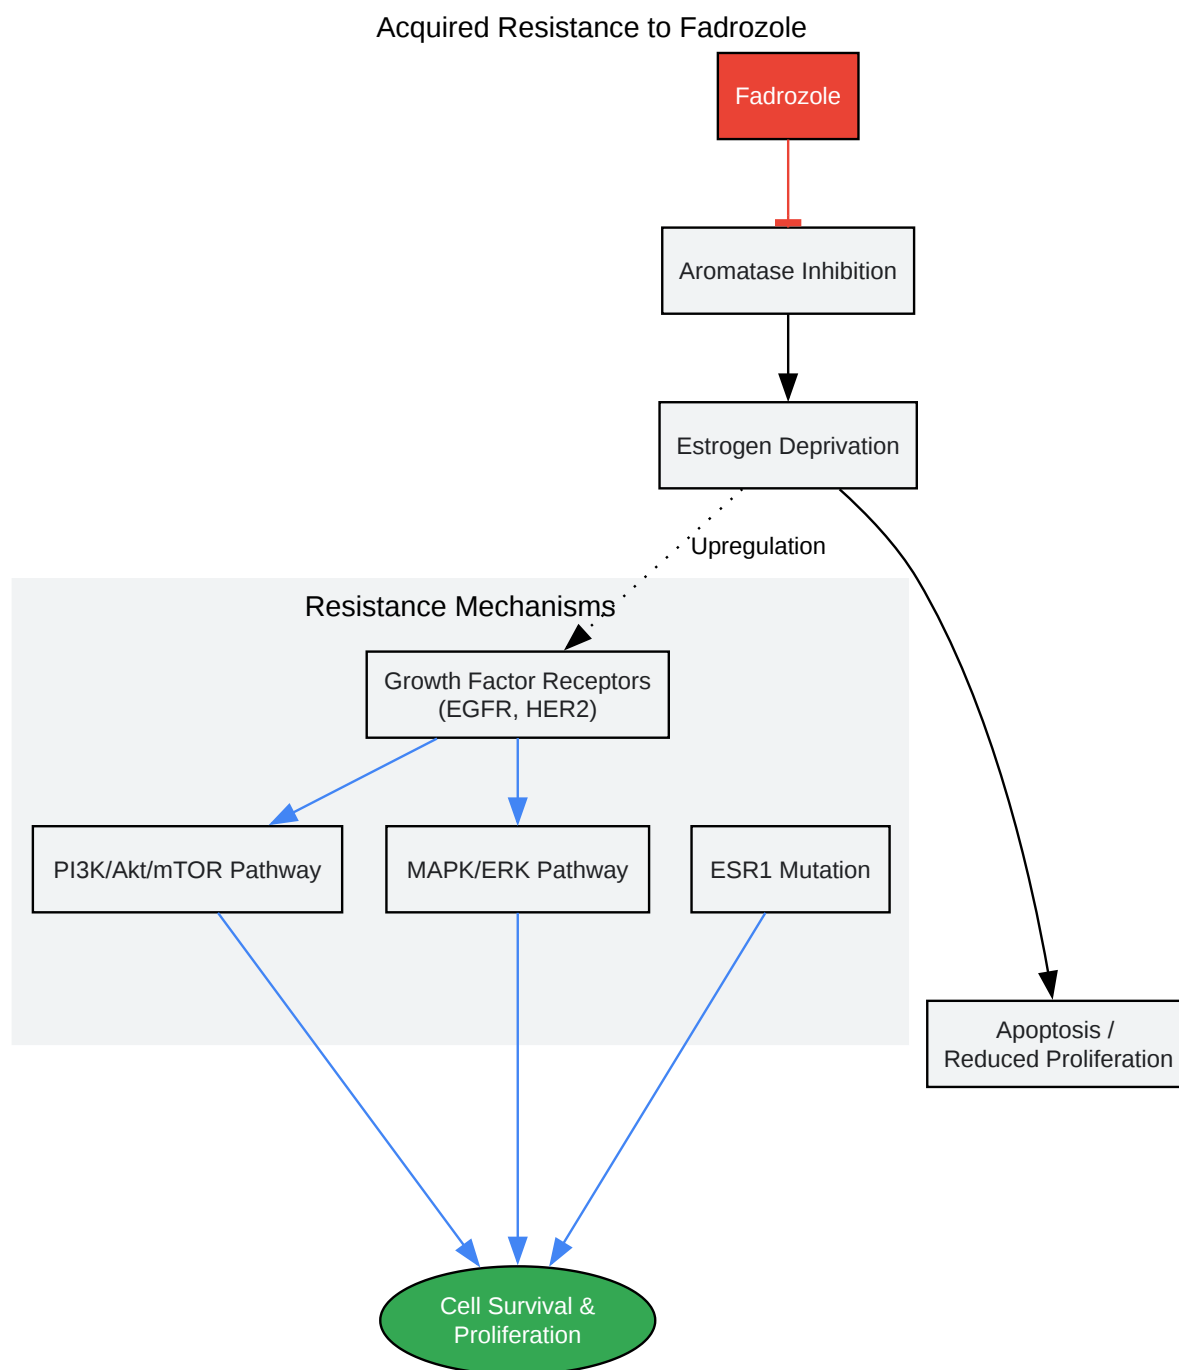 Acquired Resistance to Fadrozole
Fadrozole
Aromatase Inhibition
Estrogen Deprivation
Upregulation
Resistance Mechanisms
Growth Factor Receptors
(EGFR, HER2)
PI3K/Akt/mTOR Pathway
MAPK/ERK Pathway
ESR1 Mutation
Apoptosis /
Reduced Proliferation
Cell Survival &
Proliferation